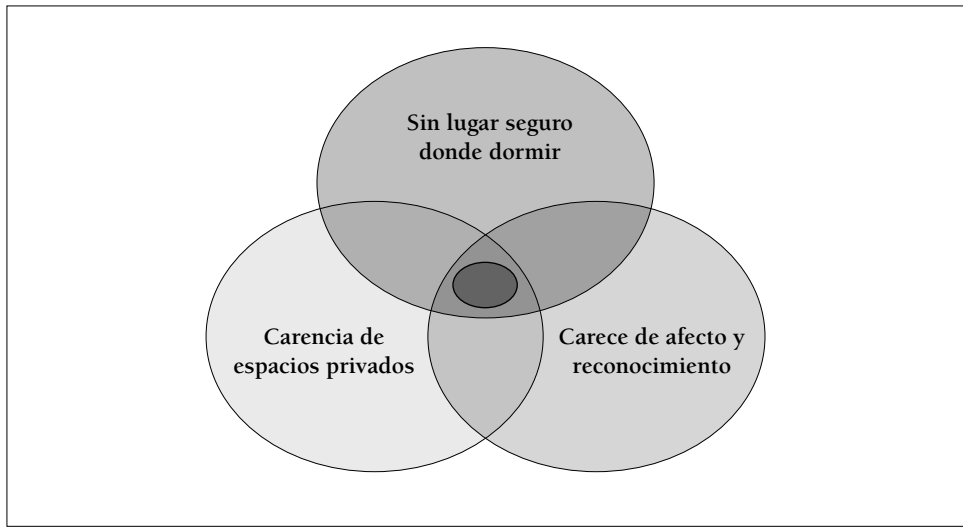 Sin lugar seguro
donde dormir
Carencia de
espacios privados
Carece de afecto y
reconocimiento